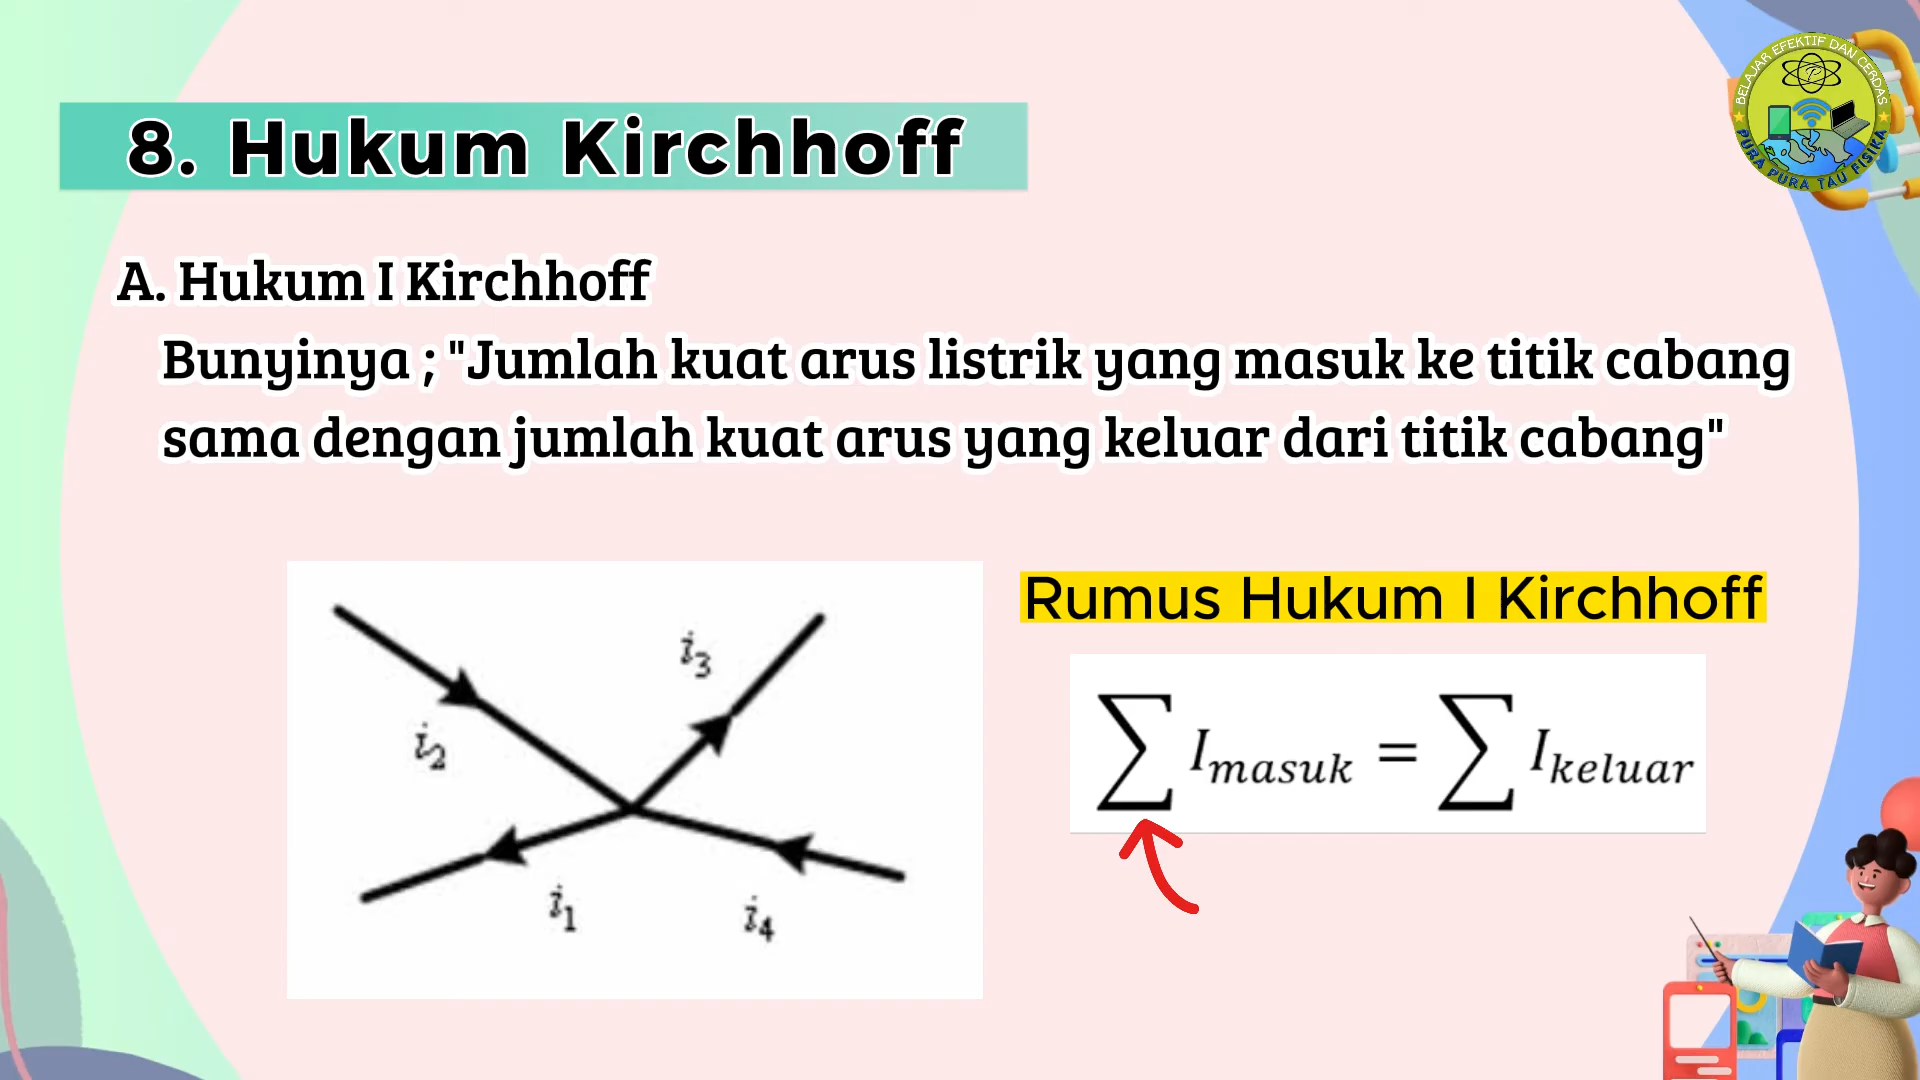 BELAJAR EFEKTIF DAN CERDAS
PURA PURA TAU FISIKA
8. Hukum Kirchhoff
A. Hukum I Kirchhoff
Bunyinya ; "Jumlah kuat arus listrik yang masuk ke titik cabang
sama dengan jumlah kuat arus yang keluar dari titik cabang"
i₂
i₃
i₁
i₄
Rumus Hukum I Kirchhoff
∑ I_masuk = ∑ I_keluar